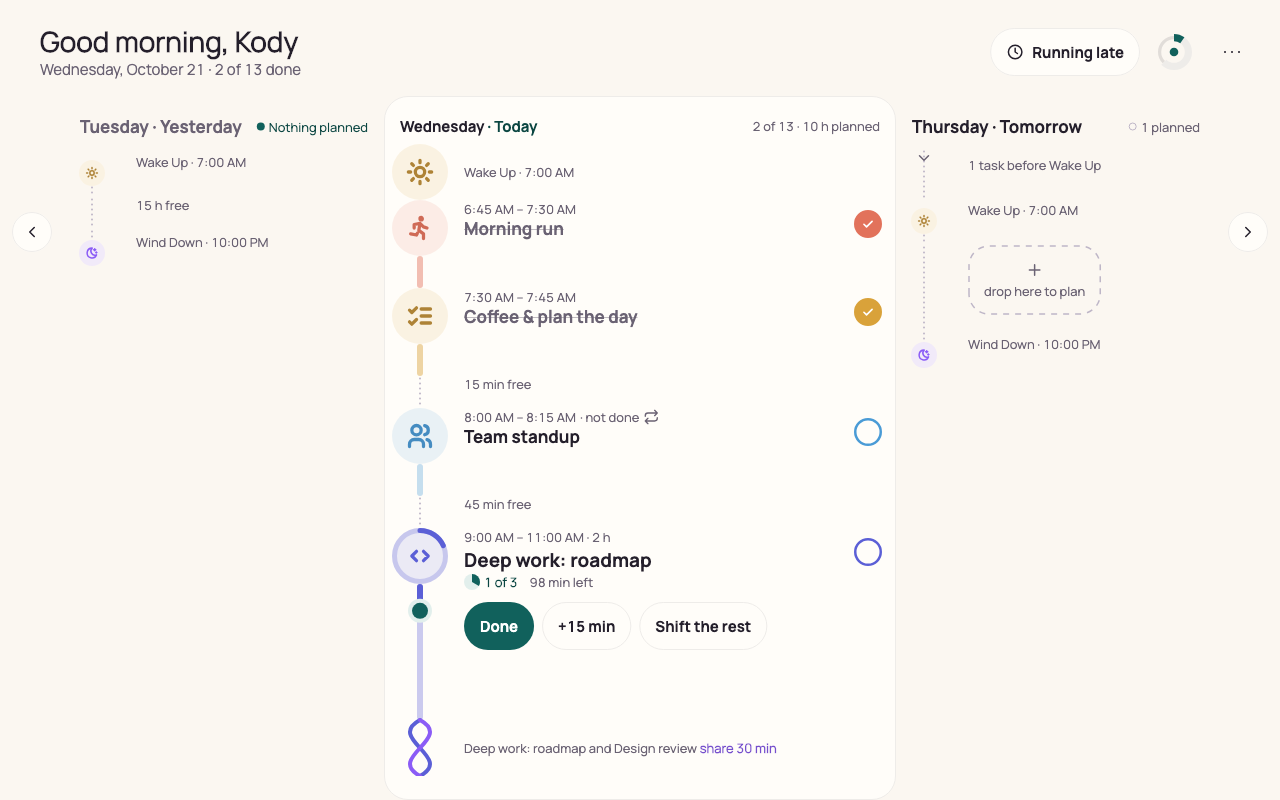 Good morning, Kody
Wednesday, October 21 · 2 of 13 done
Running late
Tuesday · Yesterday
Nothing planned
Wake Up · 7:00 AM
15 h free
Wind Down · 10:00 PM
Wednesday · Today
2 of 13 · 10 h planned
Wake Up · 7:00 AM
6:45 AM – 7:30 AM
Morning run
7:30 AM – 7:45 AM
Coffee & plan the day
15 min free
8:00 AM – 8:15 AM · not done
Team standup
45 min free
9:00 AM – 11:00 AM · 2 h
Deep work: roadmap
1 of 3 98 min left
Done
+15 min
Shift the rest
Deep work: roadmap and Design review share 30 min
Thursday · Tomorrow
1 planned
1 task before Wake Up
Wake Up · 7:00 AM
drop here to plan
Wind Down · 10:00 PM